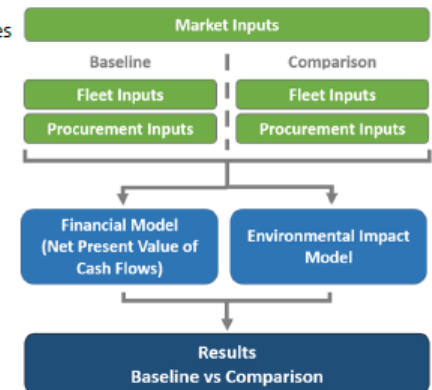 es
Market Inputs
Baseline
Comparison
Fleet Inputs
Fleet Inputs
Procurement Inputs
Procurement Inputs
Financial Model
(Net Present Value of
Cash Flows)
Environmental Impact
Model
Results
Baseline vs Comparison